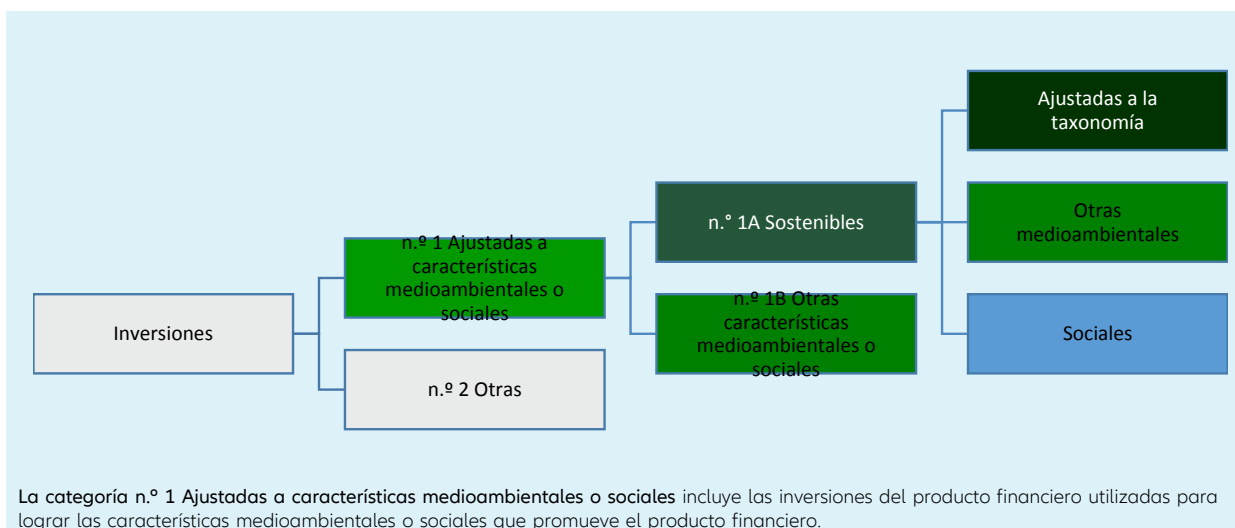 Ajustadas a la
taxonomía
n.° 1A Sostenibles
Otras
medioambientales
n.º 1 Ajustadas a
características
medioambientales o
sociales
n.º 1B Otras
características
medioambientales o
sociales
Inversiones
Sociales
n.º 2 Otras
La categoría n.º 1 Ajustadas a características medioambientales o sociales incluye las inversiones del producto financiero utilizadas para
lograr las características medioambientales o sociales que promueve el producto financiero.